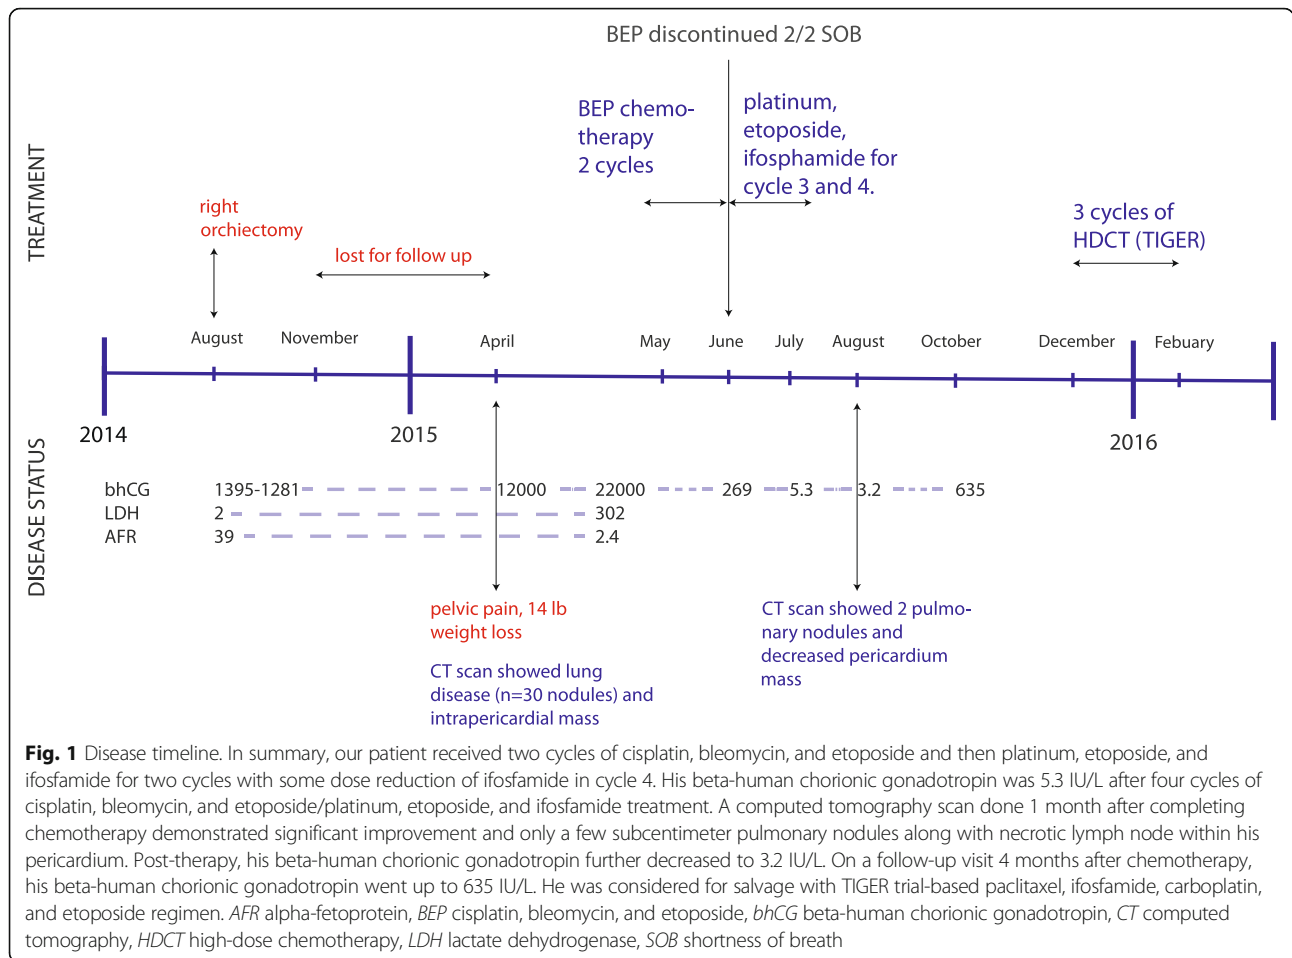 BEP discontinued 2/2 SOB
BEP chemo-
therapy
2 cycles
platinum,
etoposide,
ifosphamide for
cycle 3 and 4.
TREATMENT
right
orchiectomy
lost for follow up
3 cycles of
HDCT (TIGER)
August November April May June July August October December Febuary
2014 2015 2016
DISEASE STATUS
bhCG 1395-1281 12000 22000 269 5.3 3.2 635
LDH 2 302
AFR 39 2.4
pelvic pain, 14 lb
weight loss
CT scan showed lung
disease (n=30 nodules) and
intrapericardial mass
CT scan showed 2 pulmo-
nary nodules and
decreased pericardium
mass
Fig. 1 Disease timeline. In summary, our patient received two cycles of cisplatin, bleomycin, and etoposide and then platinum, etoposide, and
ifosfamide for two cycles with some dose reduction of ifosfamide in cycle 4. His beta-human chorionic gonadotropin was 5.3 IU/L after four cycles of
cisplatin, bleomycin, and etoposide/platinum, etoposide, and ifosfamide treatment. A computed tomography scan done 1 month after completing
chemotherapy demonstrated significant improvement and only a few subcentimeter pulmonary nodules along with necrotic lymph node within his
pericardium. Post-therapy, his beta-human chorionic gonadotropin further decreased to 3.2 IU/L. On a follow-up visit 4 months after chemotherapy,
his beta-human chorionic gonadotropin went up to 635 IU/L. He was considered for salvage with TIGER trial-based paclitaxel, ifosfamide, carboplatin,
and etoposide regimen. AFR alpha-fetoprotein, BEP cisplatin, bleomycin, and etoposide, bhCG beta-human chorionic gonadotropin, CT computed
tomography, HDCT high-dose chemotherapy, LDH lactate dehydrogenase, SOB shortness of breath